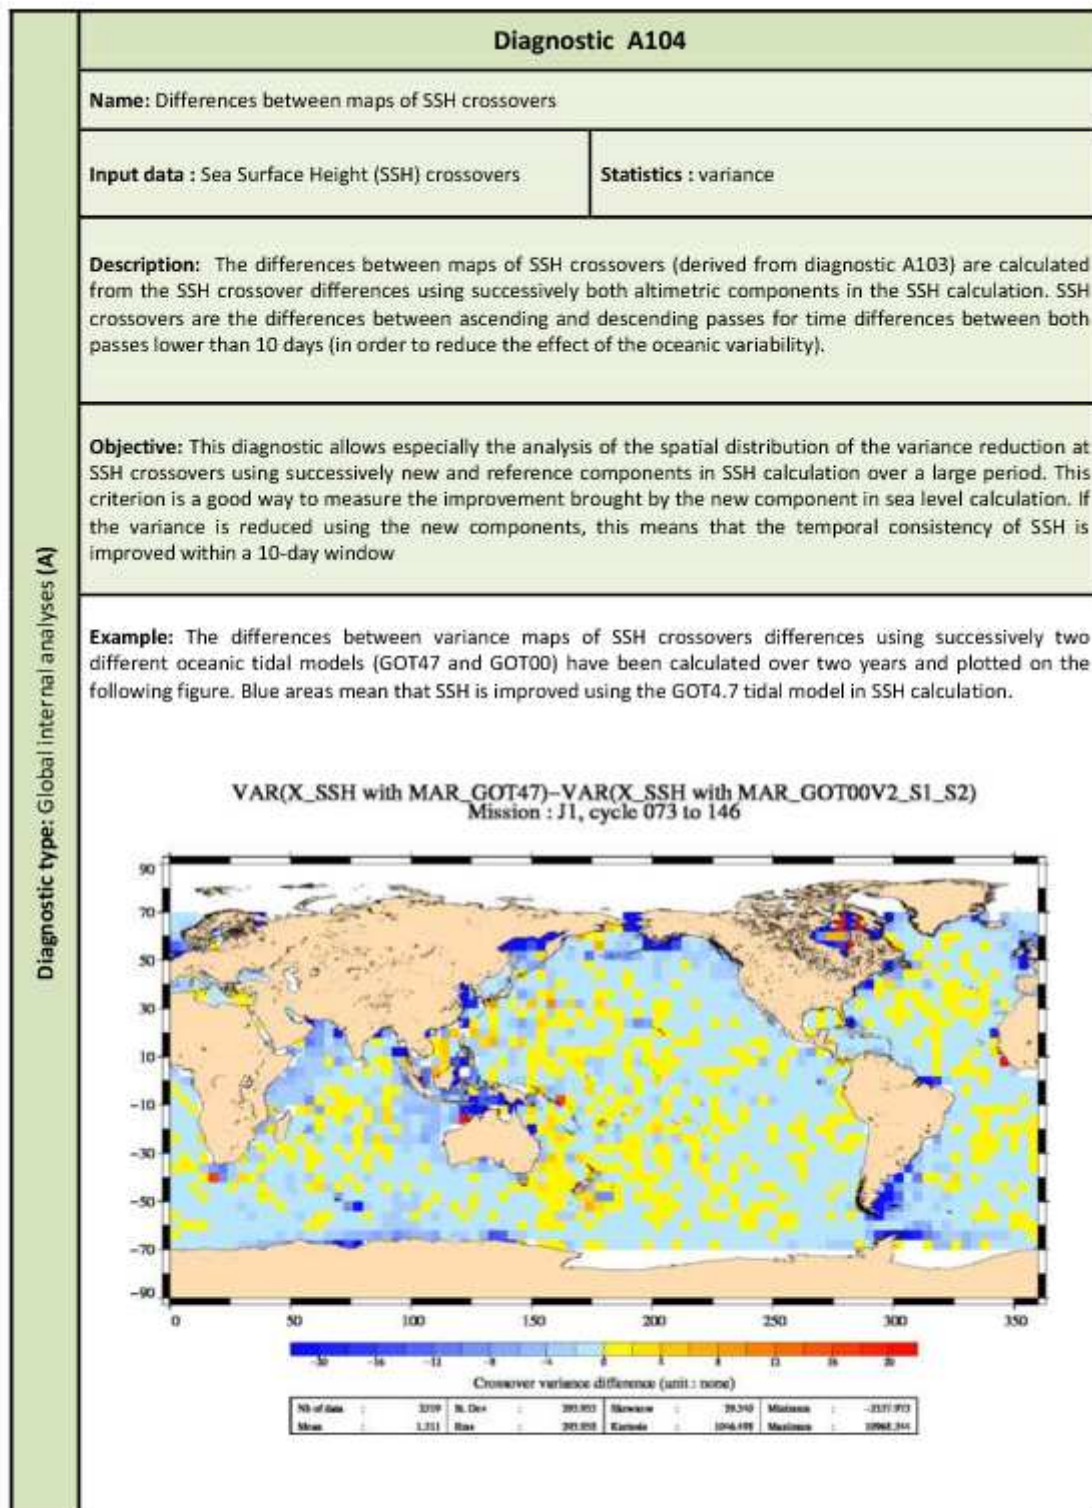 Diagnostic A104
Name: Differences between maps of SSH crossovers
Input data : Sea Surface Height (SSH) crossovers
Statistics : variance
Description: The differences between maps of SSH crossovers (derived from diagnostic A103) are calculated
from the SSH crossover differences using successively both altimetric components in the SSH calculation. SSH
crossovers are the differences between ascending and descending passes for time differences between both
passes lower than 10 days (in order to reduce the effect of the oceanic variability).
Objective: This diagnostic allows especially the analysis of the spatial distribution of the variance reduction at
SSH crossovers using successively new and reference components in SSH calculation over a large period. This
criterion is a good way to measure the improvement brought by the new component in sea level calculation. If
the variance is reduced using the new components, this means that the temporal consistency of SSH is
improved within a 10-day window
Diagnostic type: Global internal analyses (A)
Example: The differences between variance maps of SSH crossovers differences using successively two
different oceanic tidal models (GOT47 and GOT00) have been calculated over two years and plotted on the
following figure. Blue areas mean that SSH is improved using the GOT4.7 tidal model in SSH calculation.
VAR(X_SSH with MAR_GOT47)-VAR(X_SSH with MAR_GOT00V2_S1_S2)
Mission : J1, cycle 073 to 146
90
70
50
30
10
-10
-30
-50
-70
-90
0 50 100 150 200 250 300 350
Crossover variance difference (unit : none)
Nb of data : St. Dev : Skewness : Minimum :
Mean : Rms : Kurtosis : Maximum :